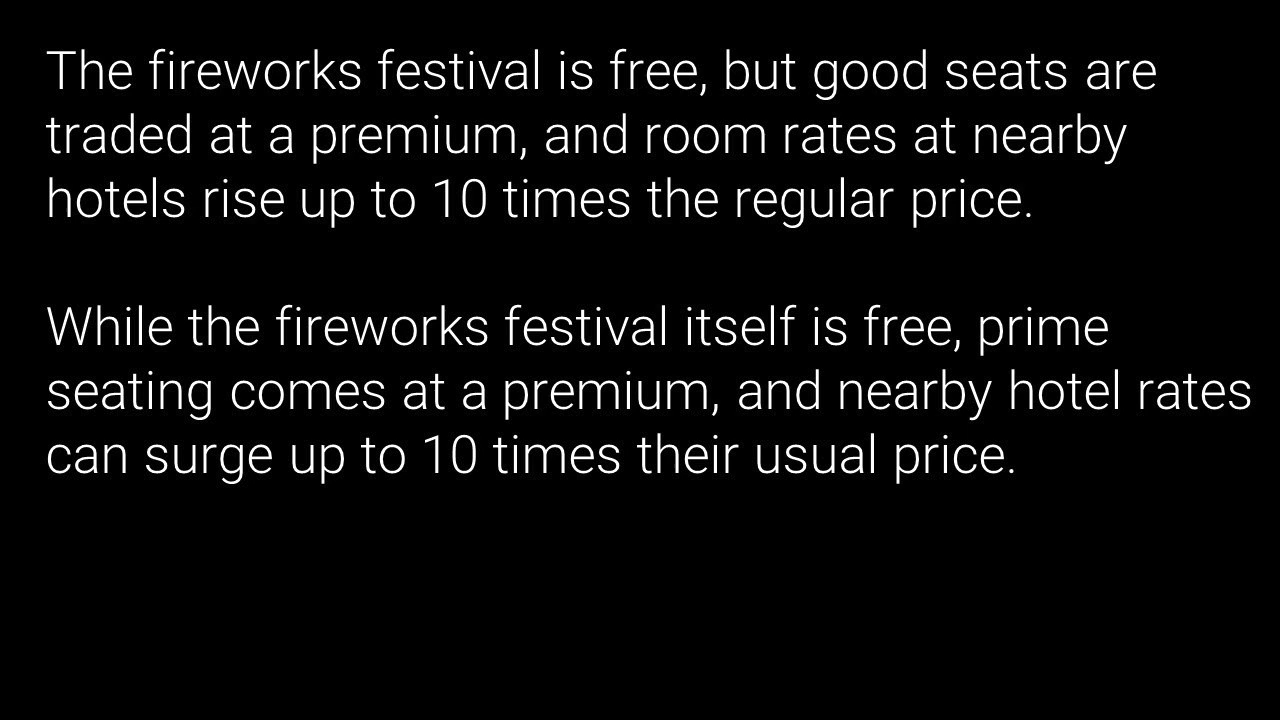 The fireworks festival is free, but good seats are
traded at a premium, and room rates at nearby
hotels rise up to 10 times the regular price.
While the fireworks festival itself is free, prime
seating comes at a premium, and nearby hotel rates
can surge up to 10 times their usual price.